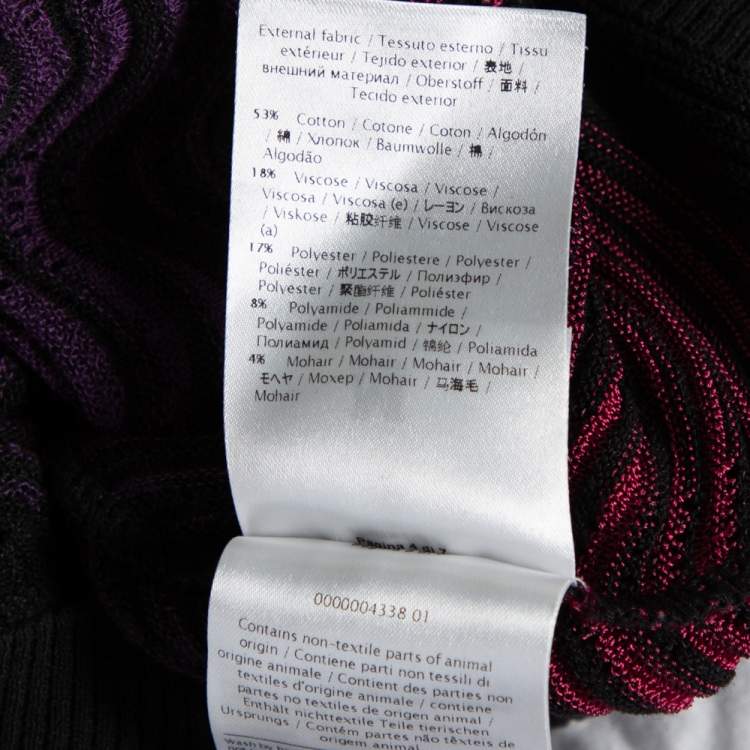 External fabric / Tessuto esterno / Tissu
extérieur / Tejido exterior / 表地 /
внешний материал / Oberstoff / 面料 /
Tecido exterior
53% Cotton / Cotone / Coton / Algodón
/ 綿 / Хлопок / Baumwolle / 棉 /
Algodão
18% Viscose / Viscosa / Viscose /
Viscosa / Viscosa (e) / レーヨン / Вискоза
/ Viskose / 粘胶纤维 / Viscose / Viscose
(a)
17% Polyester / Poliestere / Polyester /
Poliéster / ポリエステル / Полиэфир /
Polyester / 聚酯纤维 / Poliéster
8% Polyamide / Poliammide /
Polyamide / Poliamida / ナイロン /
Полиамид / Polyamid / 锦纶 / Poliamida
4% Mohair / Mohair / Mohair / Mohair /
モヘヤ / Мохер / Mohair / 马海毛 /
Mohair
0000004338 01
Contains non-textile parts of animal
origin / Contiene parti non tessili di
origine animale / Contient des parties non
textiles d'origine animale / contiene
partes no textiles de origen animal /
Enthält nichttextile Teile tierischen
Ursprungs / Contém partes não têxteis de
origem animal